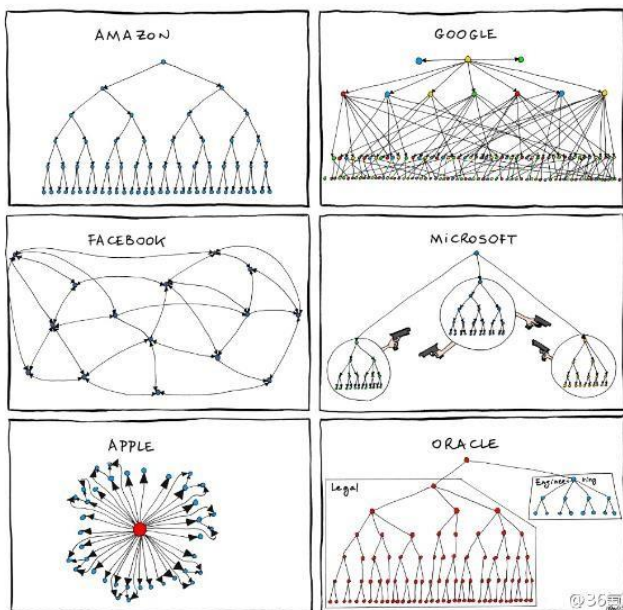 AMAZON
GOOGLE
FACEBOOK
MICROSOFT
APPLE
ORACLE
Legal
Engineering
@36氪